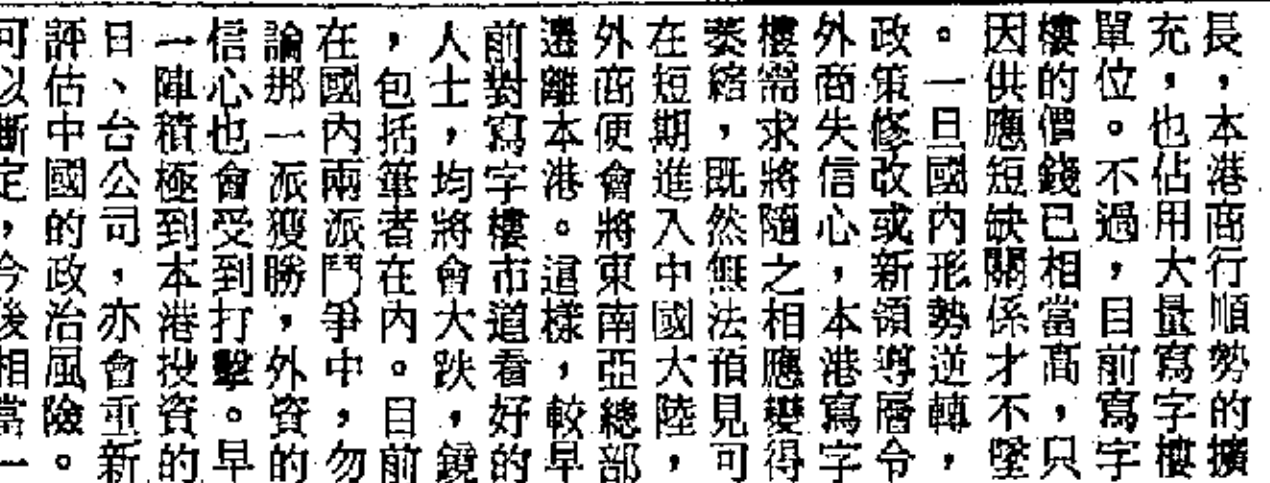 長，本港商行順勢的擴
充，也佔用大量寫字樓
單位。不過，目前寫字
樓的價錢已相當高，只
因供應短缺關係才不墜
。一旦國內形勢逆轉，
政策修改或新領導層令
外商失信心，本港寫字
樓需求將隨之相應變得
萎縮，既然無法預見可
在短期進入中國大陸，
外商便會將東南亞總部
遷離本港。這樣，較早
前對寫字樓市道看好的
人士，均將會大跌，鏡
，包括筆者在內。目前
在國內兩派鬥爭中，勿
論那一派獲勝，外資的
信心也會受到打擊。早
一陣積極到本港投資的
日、台公司，亦會重新
評估中國的政治風險。
可以斷定，今後相當一